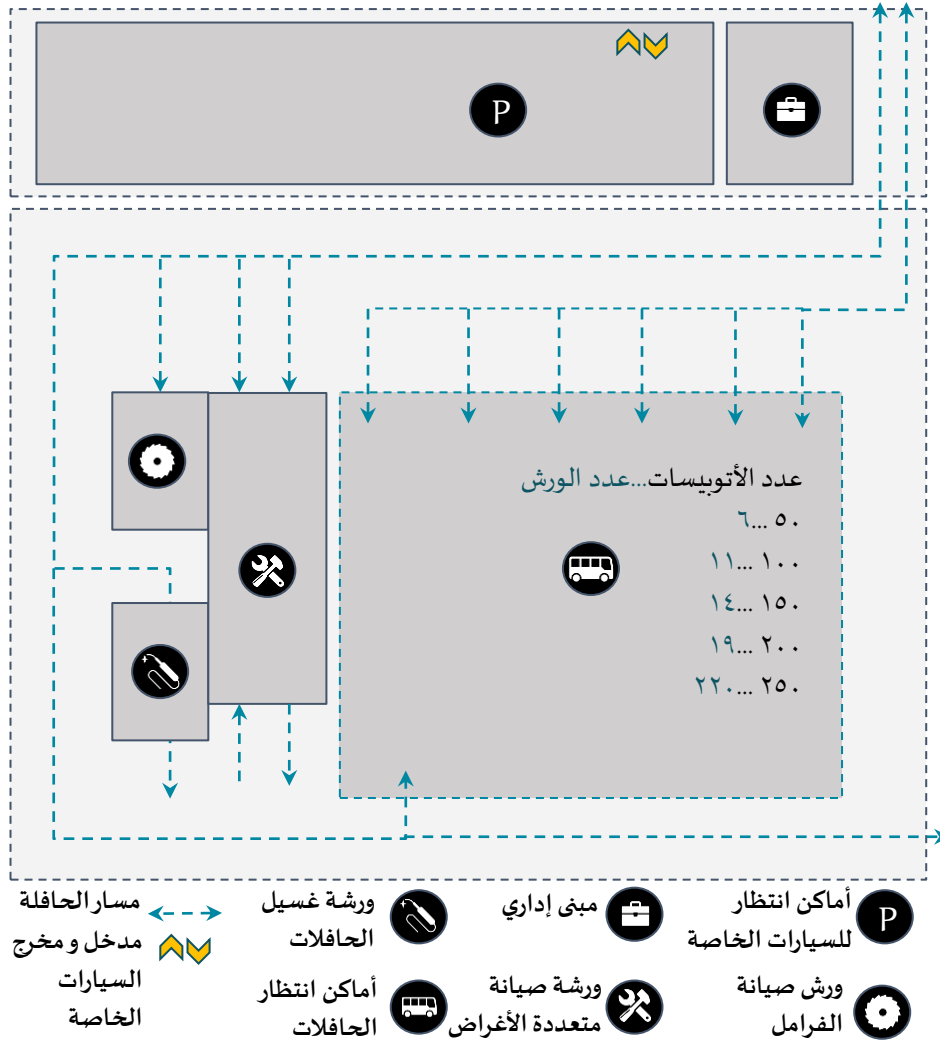 P
عدد الأتوبيسات...عدد الورش
٥٠ ...٦
١٠٠ ...١١
١٥٠ ...١٤
٢٠٠ ...١٩
٢٥٠ ...٢٢٠
P
أماكن انتظار
للسيارات الخاصة
مبنى إداري
ورشة غسيل
الحافلات
مسار الحافلة
مدخل و مخرج
السيارات
الخاصة
ورش صيانة
الفرامل
ورشة صيانة
متعددة الأغراض
أماكن انتظار
الحافلات